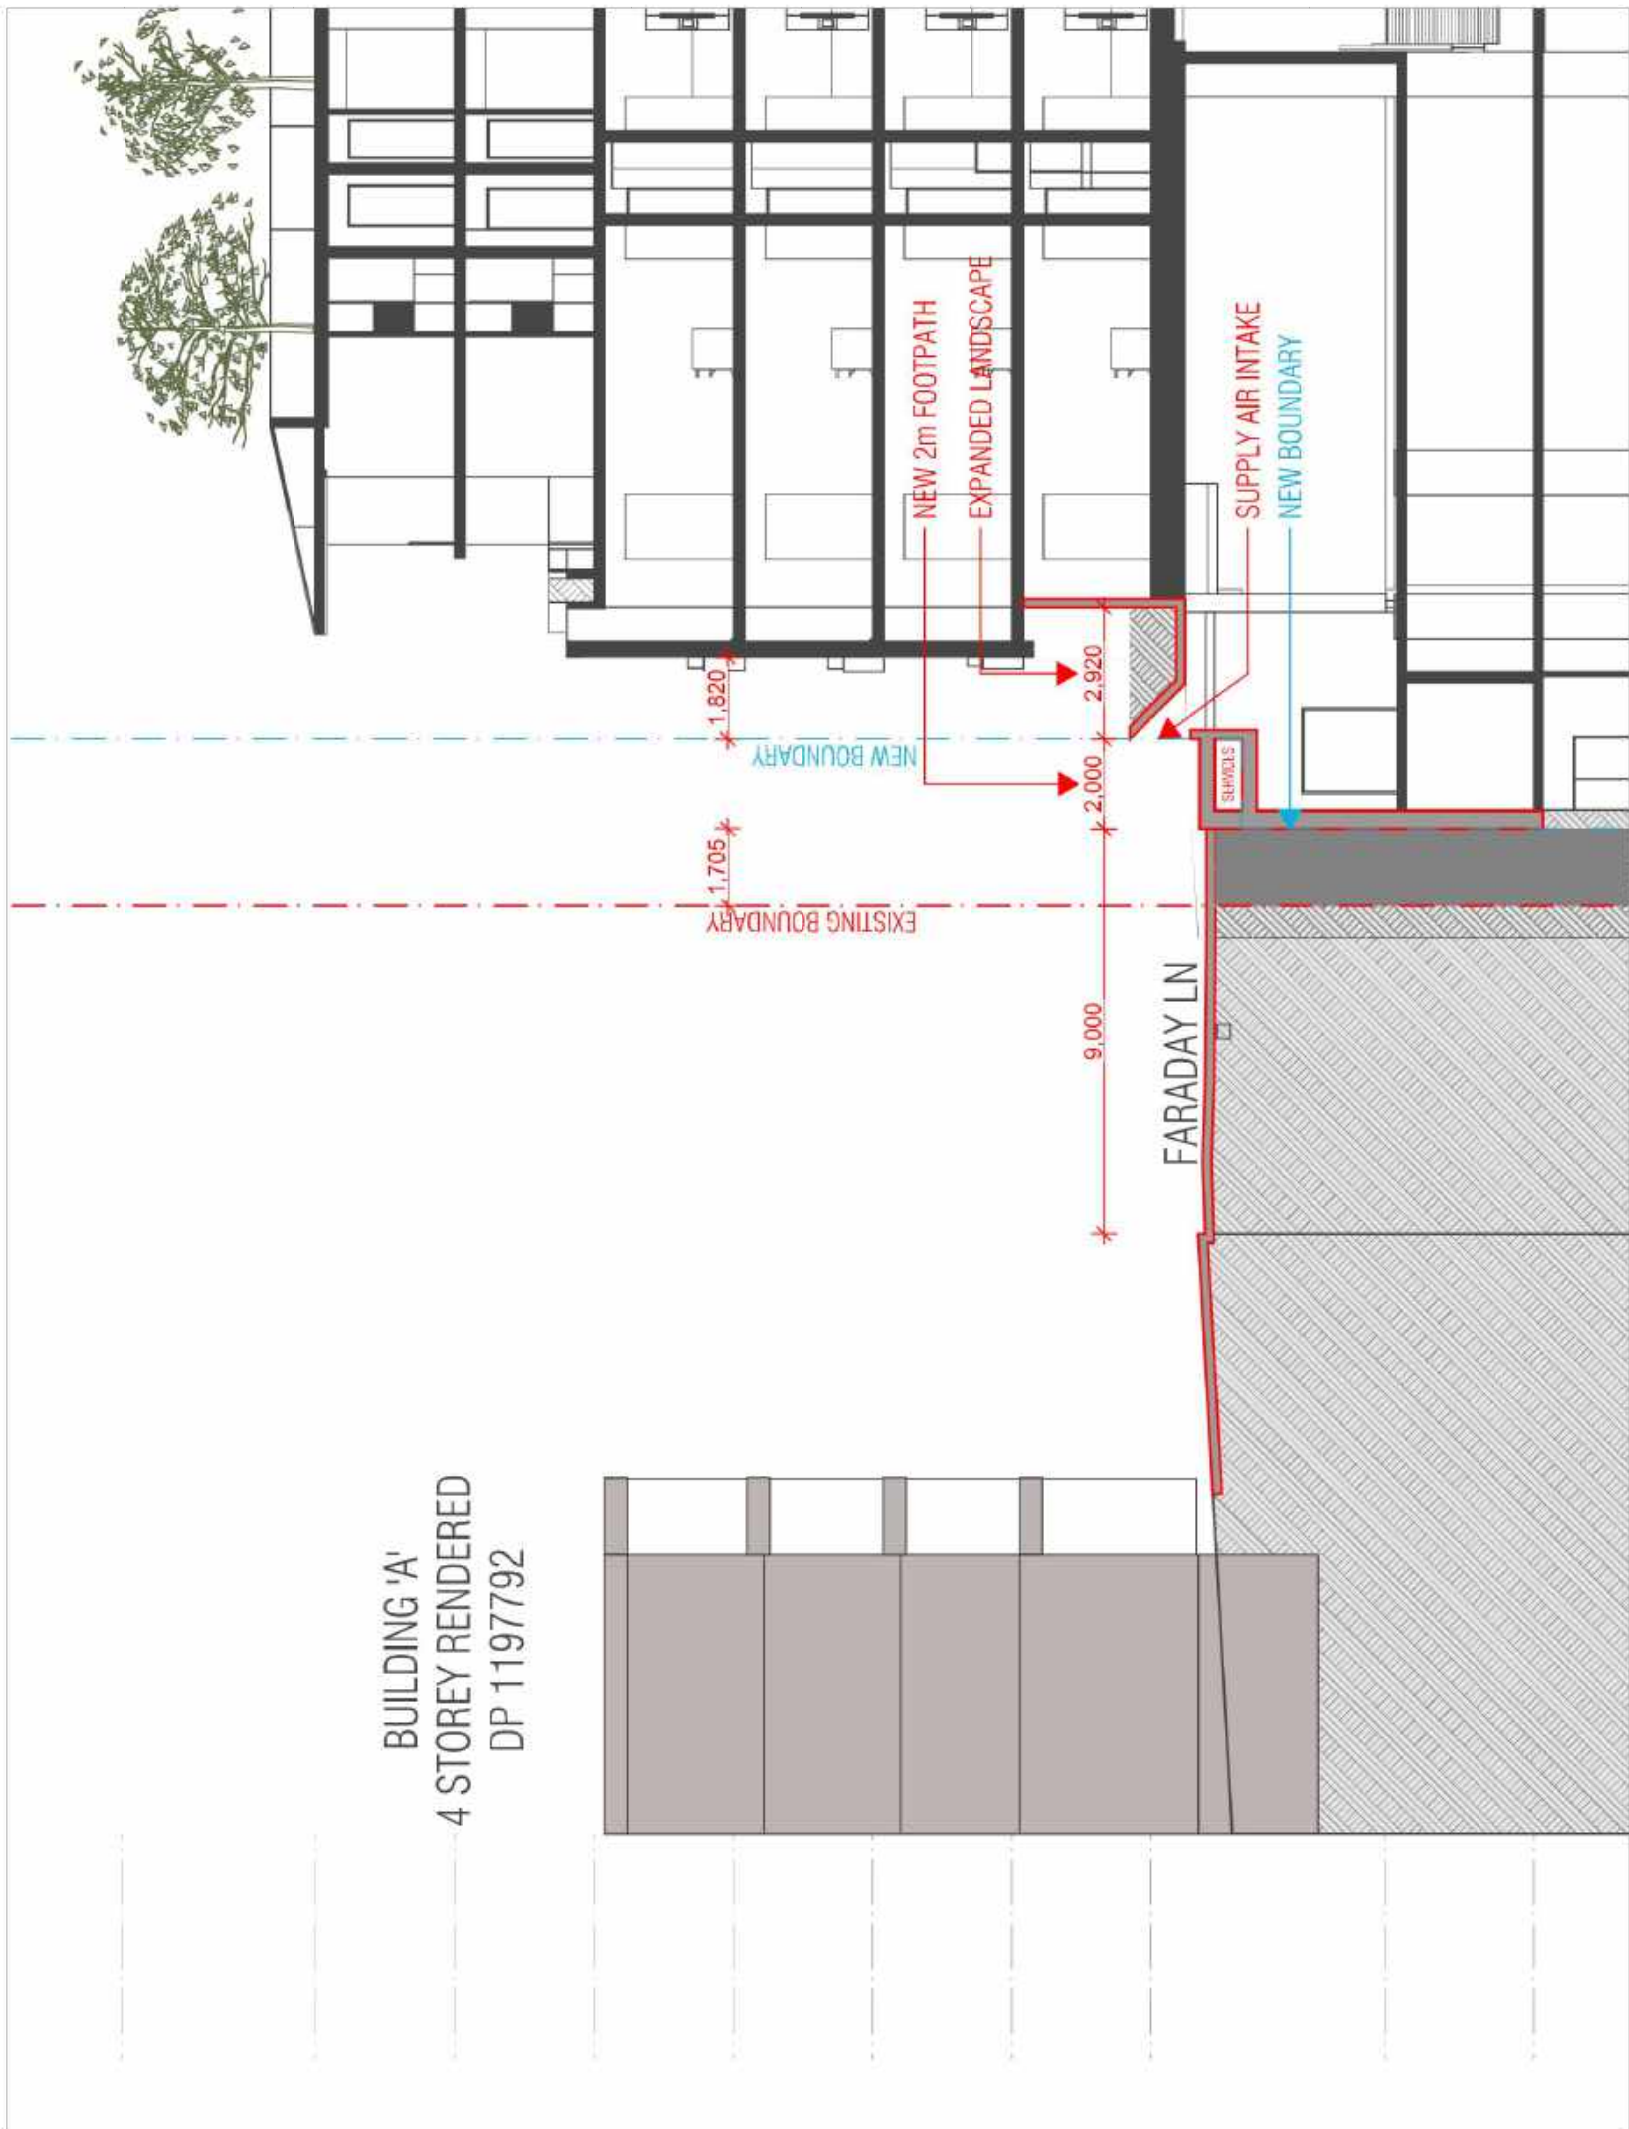 BUILDING 'A'
4 STOREY RENDERED
DP 1197792
EXISTING BOUNDARY
NEW BOUNDARY
1,705
1,820
NEW 2m FOOTPATH
EXPANDED LANDSCAPE
9,000
2,000
2,920
FARADAY LN
SERVICES
SUPPLY AIR INTAKE
NEW BOUNDARY